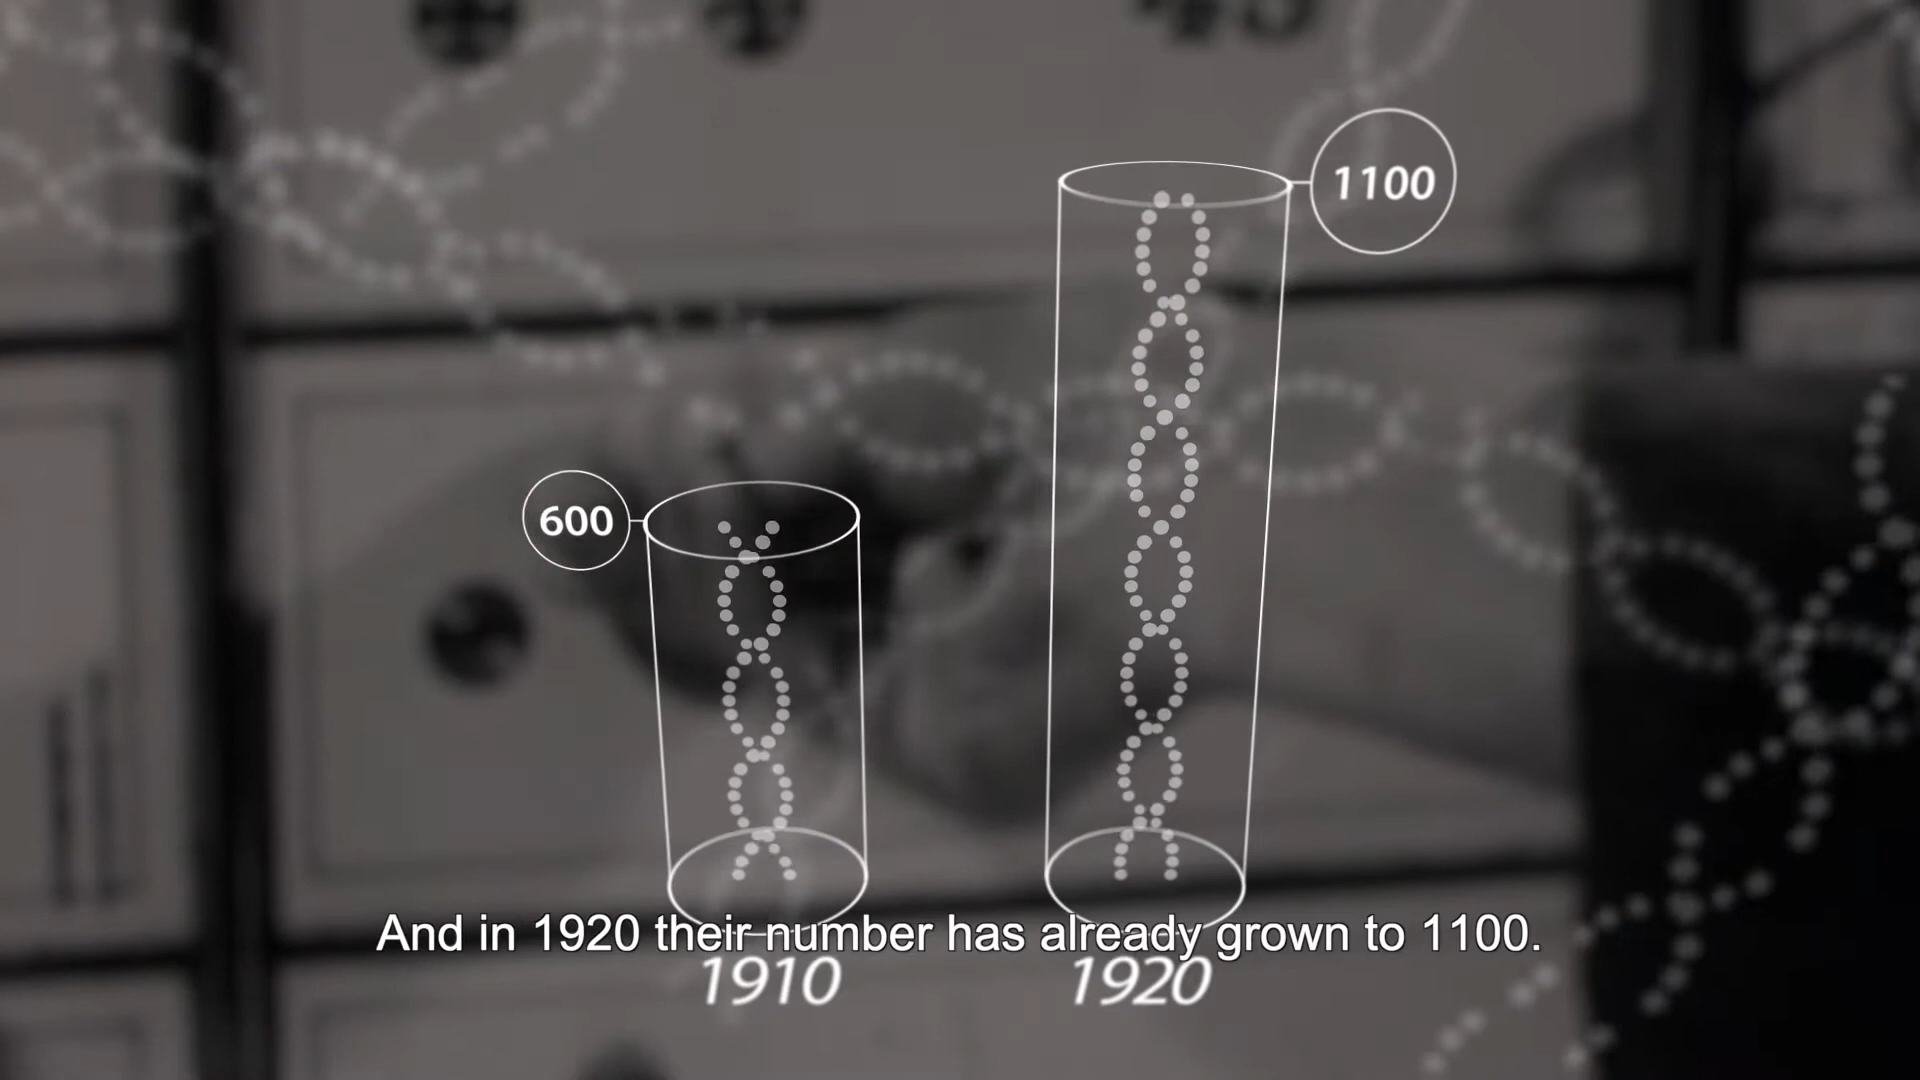 1100
600
And in 1920 their number has already grown to 1100.
1910
1920